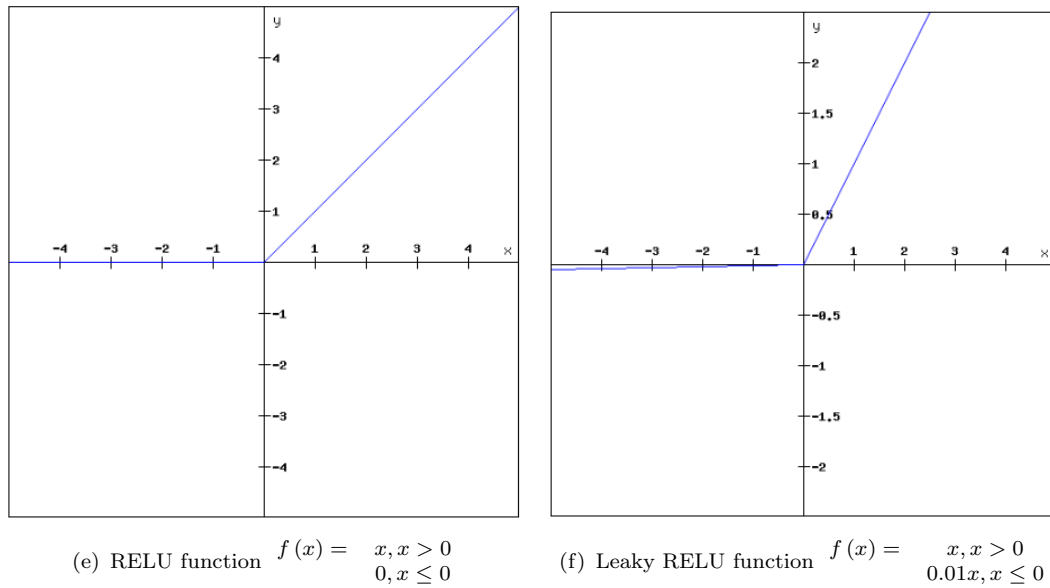 y
4
3
2
1
-4 -3 -2 -1 1 2 3 4 x
-1
-2
-3
-4
(e) RELU function f (x) = x, x > 0
0, x ≤ 0
y
2
1.5
1
0.5
-4 -3 -2 -1 1 2 3 4 x
-0.5
-1
-1.5
-2
(f) Leaky RELU function f (x) = x, x > 0
0.01x, x ≤ 0